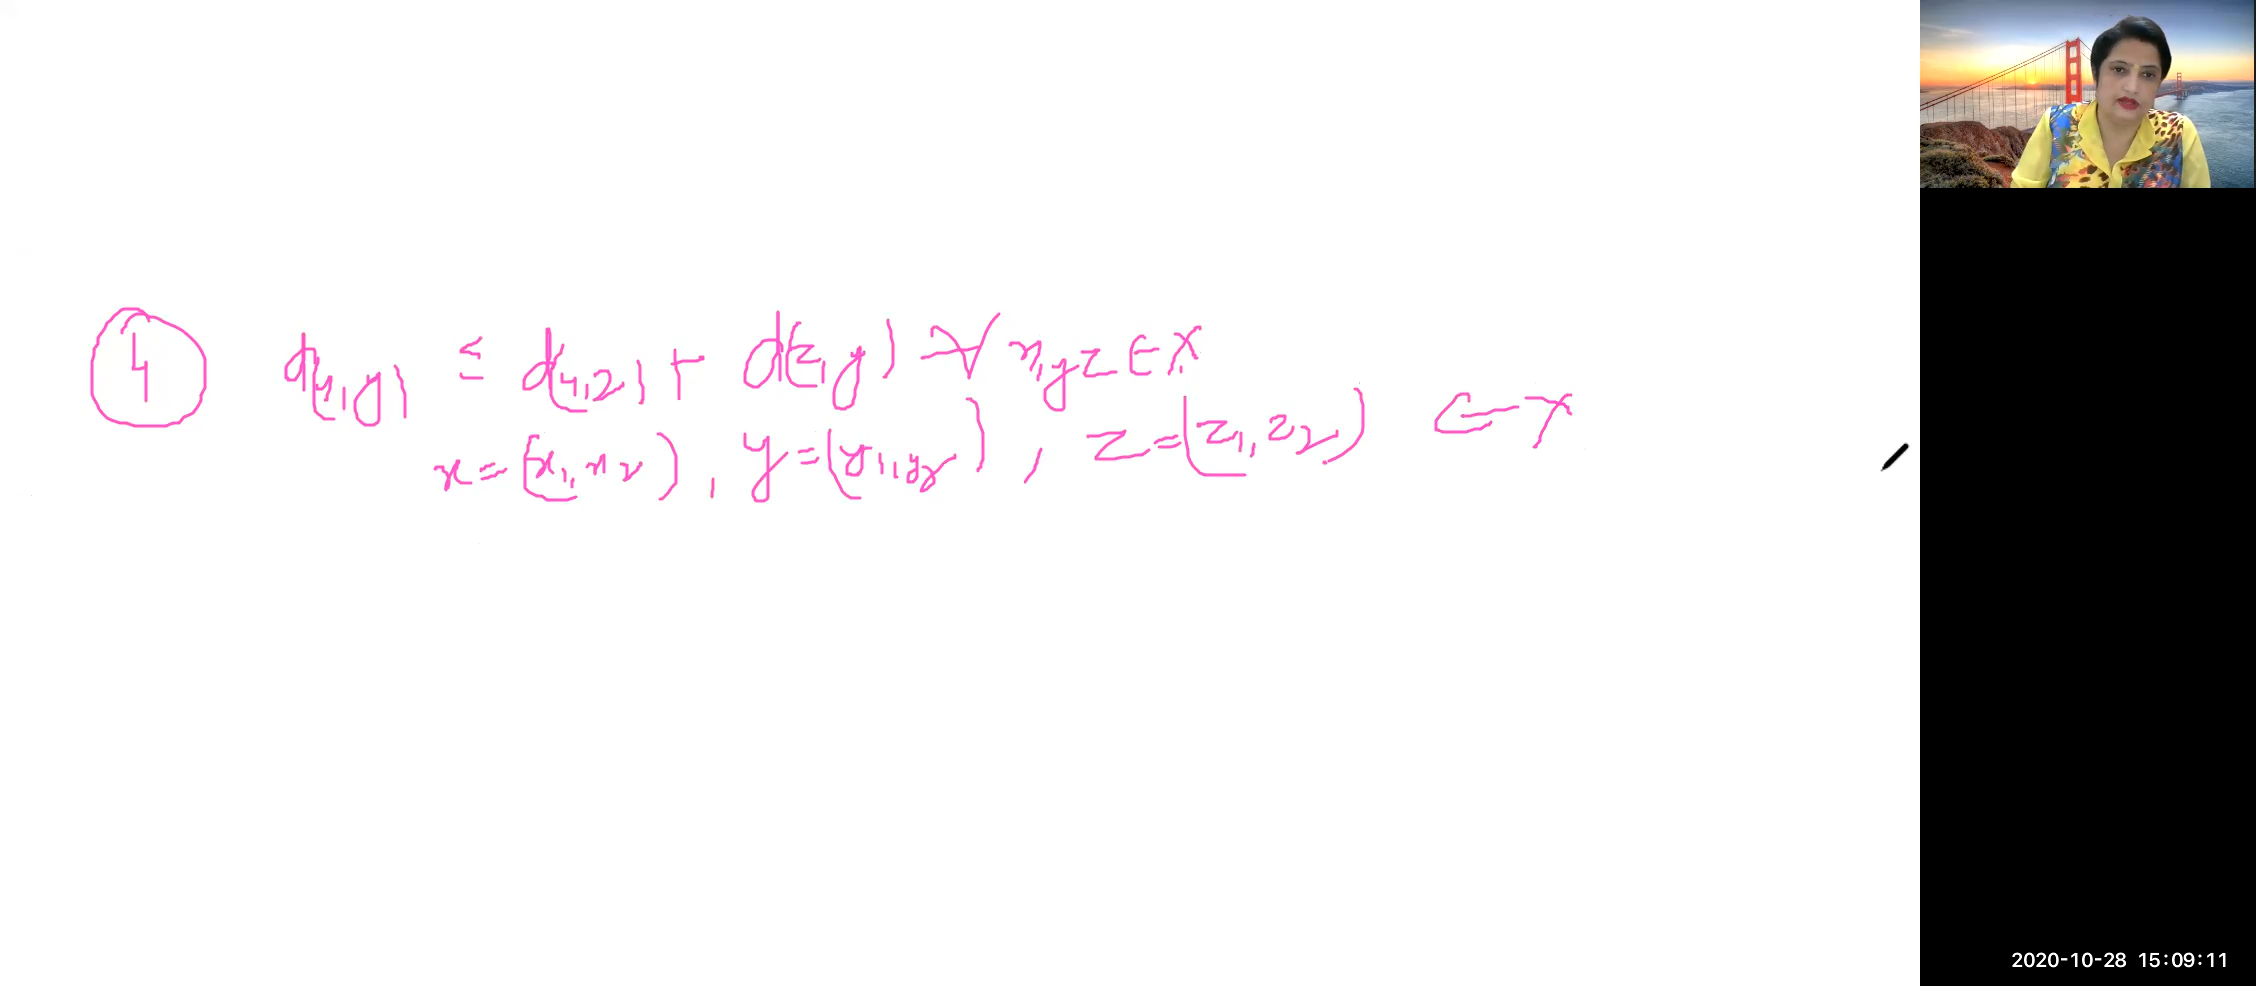 ④ d(x,y) ≤ d(x,z) + d(z,y) ∀ x,y z ∈ X
x = (x₁, x₂), y = (y₁, y₂), z = (z₁, z₂) ∈ X
2020-10-28 15:09:11